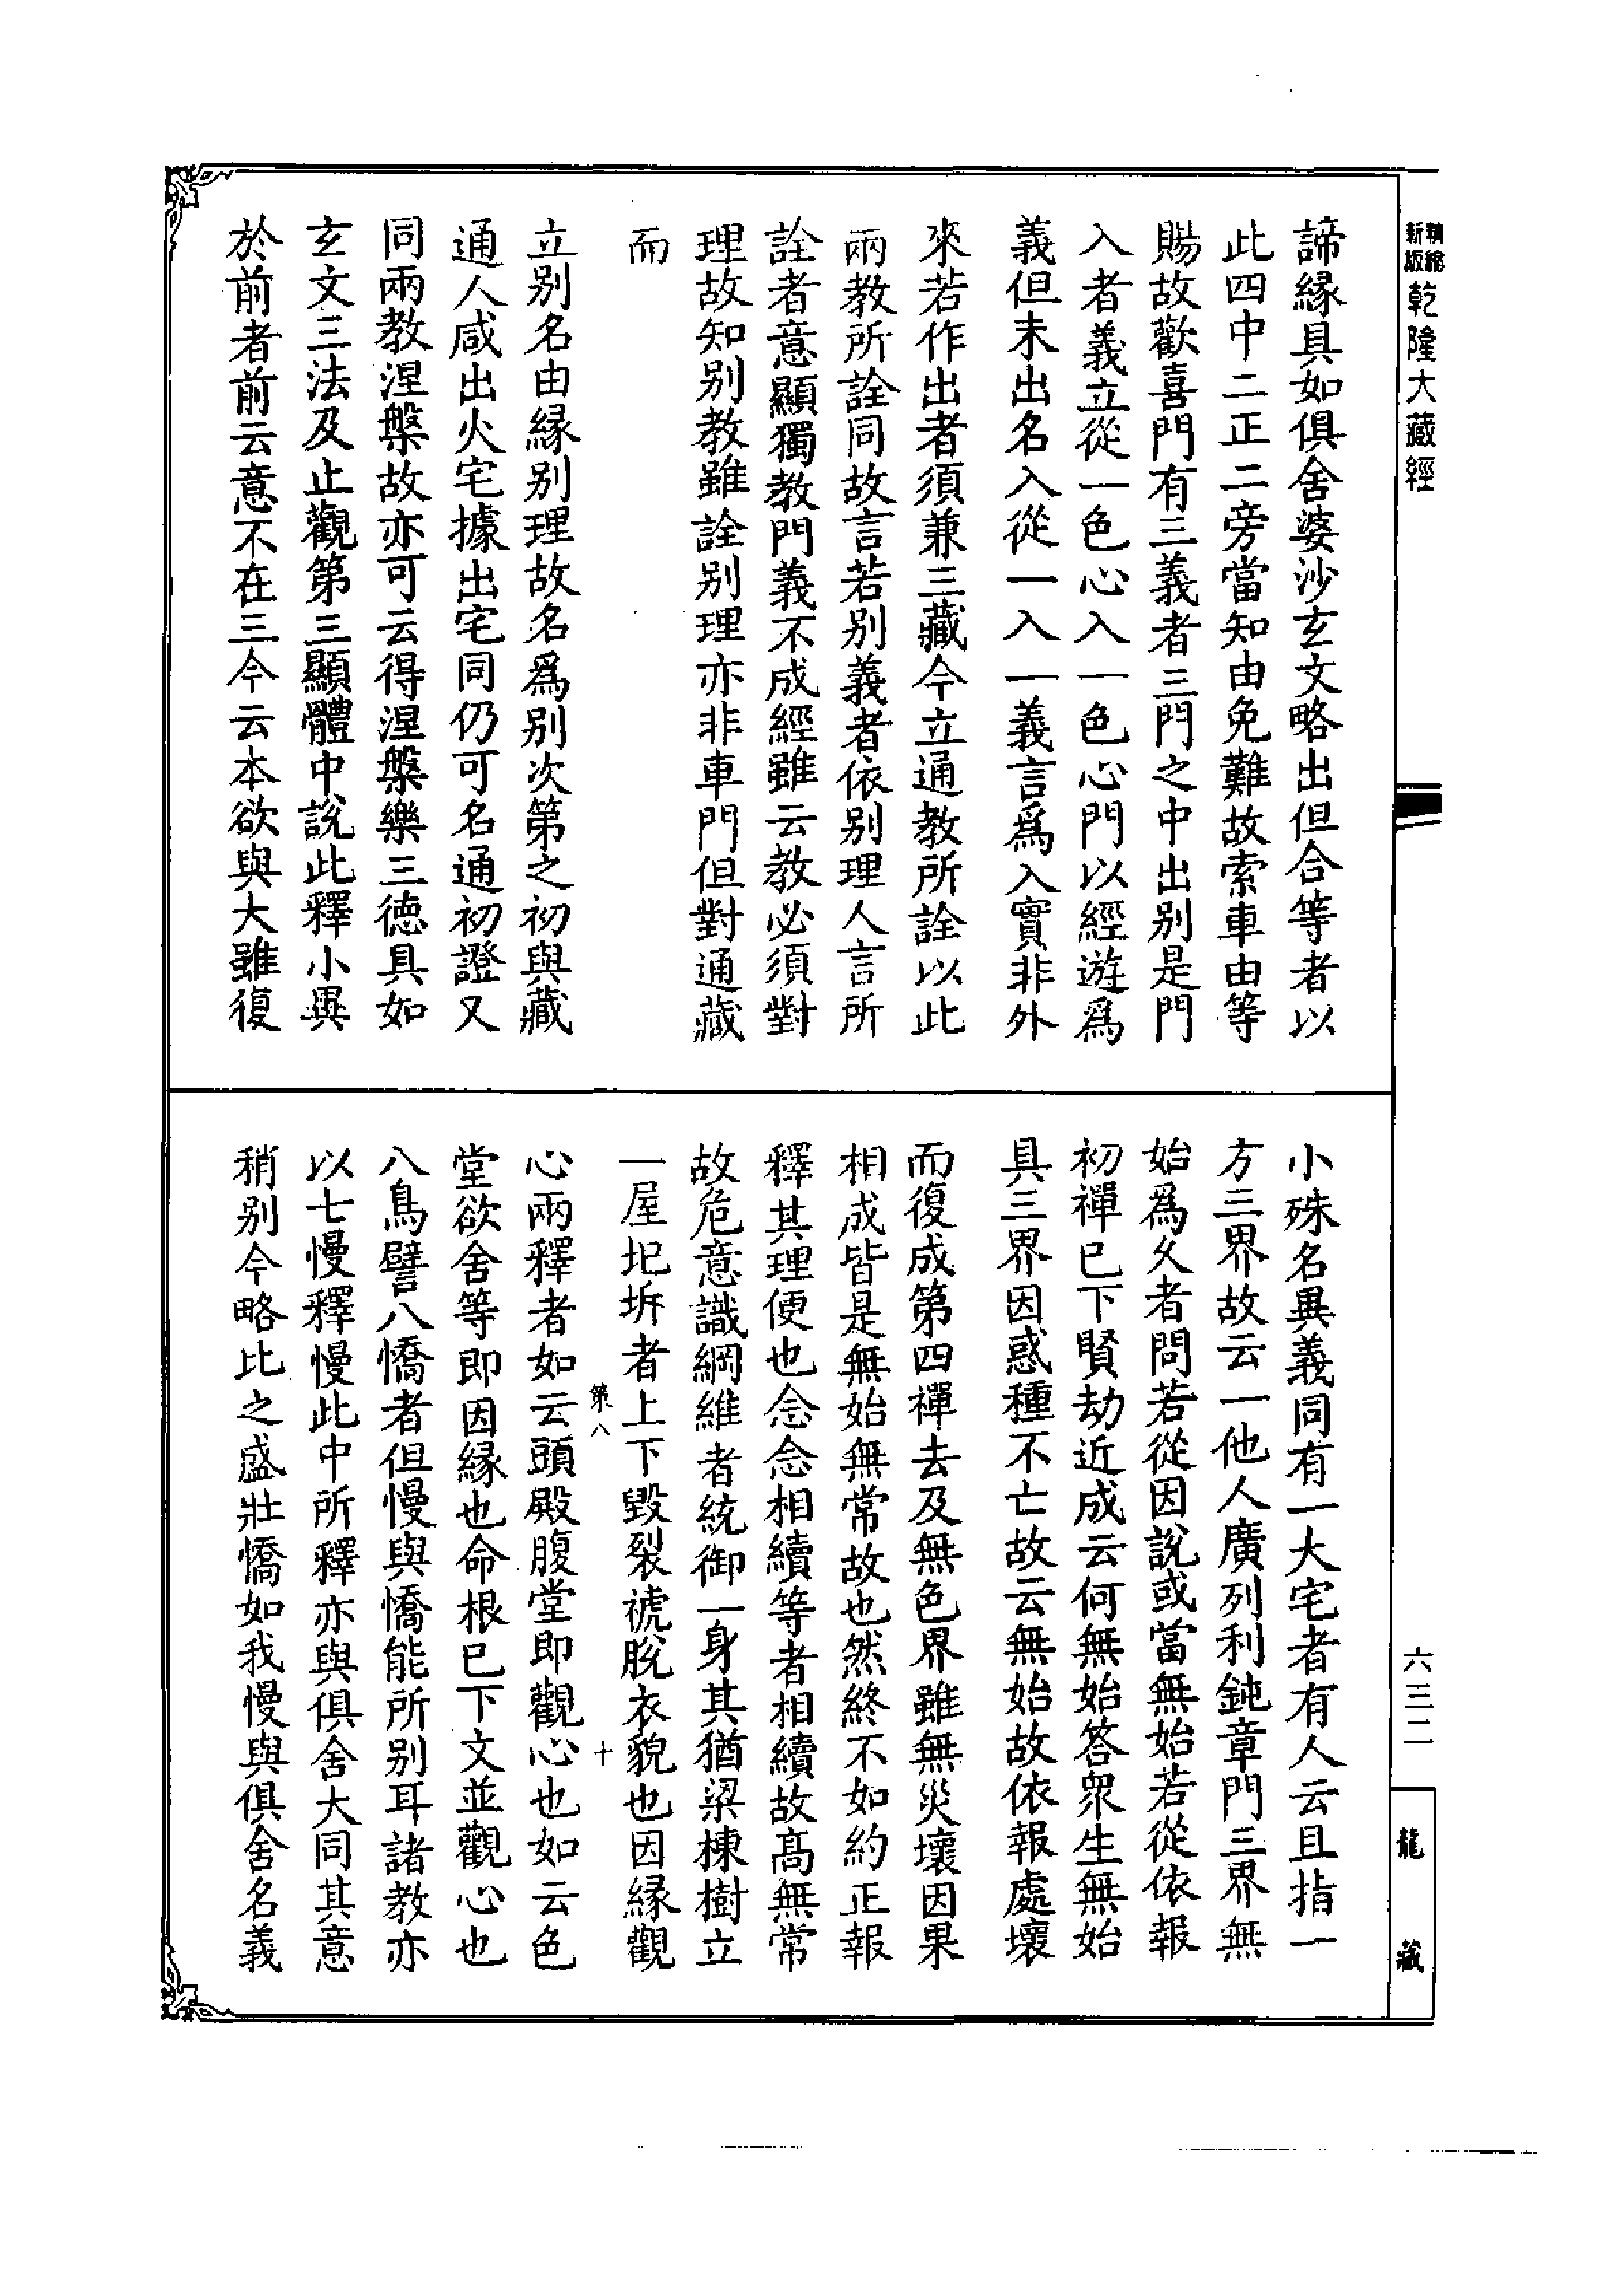 精縮
新版
乾隆大藏經
諦緣具如俱舍婆沙玄文略出但合等者以
此四中二正二旁當知由免難故索車由等
賜故歡喜門有三義者三門之中出别是門
入者義立從一色心入一色心門以經遊爲
義但未出名入從一入一義言爲入實非外
來若作出者須兼三藏今立通教所詮以此
兩教所詮同故言若别義者依别理人言所
詮者意顯獨教門義不成經雖云教必須對
理故知别教雖詮别理亦非車門但對通藏
而
立别名由緣别理故名爲别次第之初與藏
通人咸出火宅據出宅同仍可名通初證又
同兩教涅槃故亦可云得涅槃樂三德具如
玄文三法及止觀第三顯體中說此釋小異
於前者前云意不在三今云本欲與大雖復
小殊名異義同有一大宅者有人云且指一
方三界故云一他人廣列利鈍章門三界無
始爲久者問若從因說或當無始若從依報
初禪已下賢劫近成云何無始答衆生無始
具三界因惑種不亡故云無始故依報處壞
而復成第四禪去及無色界雖無災壞因果
相成皆是無始無常故也然終不如約正報
釋其理便也念念相續等者相續故高無常
故危意識綱維者統御一身其猶梁棟樹立
一屋圯坼者上下毀裂褫脫衣貌也因緣觀
第八
十
心兩釋者如云頭殿腹堂即觀心也如云色
堂欲舍等即因緣也命根已下文並觀心也
八鳥譬八憍者但慢與憍能所别耳諸教亦
以七慢釋慢此中所釋亦與俱舍大同其意
稍别今略比之盛壯憍如我慢與俱舍名義
六三二
龍藏